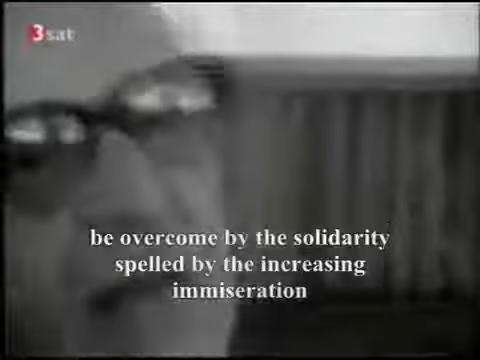 3sat
be overcome by the solidarity
spelled by the increasing
immiseration